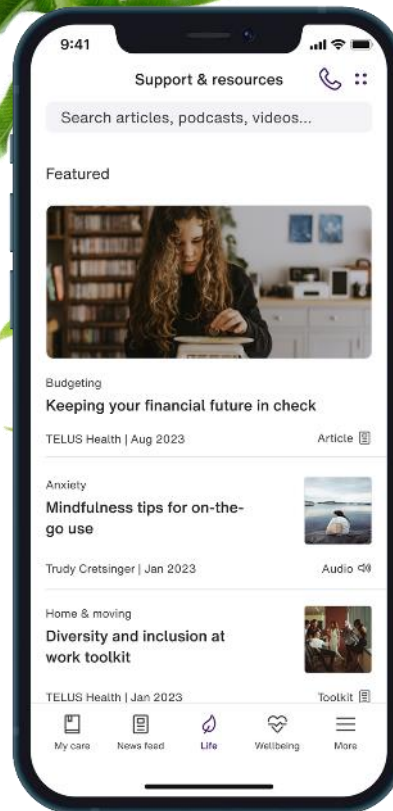 9:41
Support & resources
Search articles, podcasts, videos...
Featured
Budgeting
Keeping your financial future in check
TELUS Health | Aug 2023
Article
Anxiety
Mindfulness tips for on-the-
go use
Trudy Cretsinger | Jan 2023
Audio
Home & moving
Diversity and inclusion at
work toolkit
TELUS Health | Jan 2023
Toolkit
My care
News feed
Life
Wellbeing
More